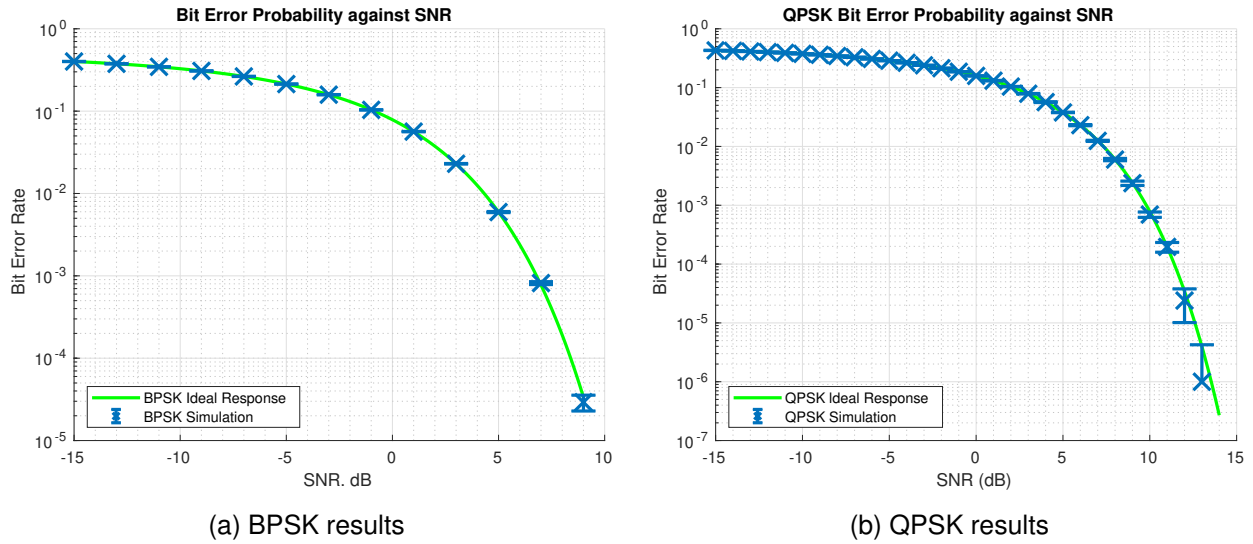 Bit Error Probability against SNR
10^0
10^-1
10^-2
10^-3
10^-4
10^-5
Bit Error Rate
BPSK Ideal Response
BPSK Simulation
-15 -10 -5 0 5 10
SNR. dB
(a) BPSK results
QPSK Bit Error Probability against SNR
10^0
10^-1
10^-2
10^-3
10^-4
10^-5
10^-6
10^-7
Bit Error Rate
QPSK Ideal Response
QPSK Simulation
-15 -10 -5 0 5 10 15
SNR (dB)
(b) QPSK results